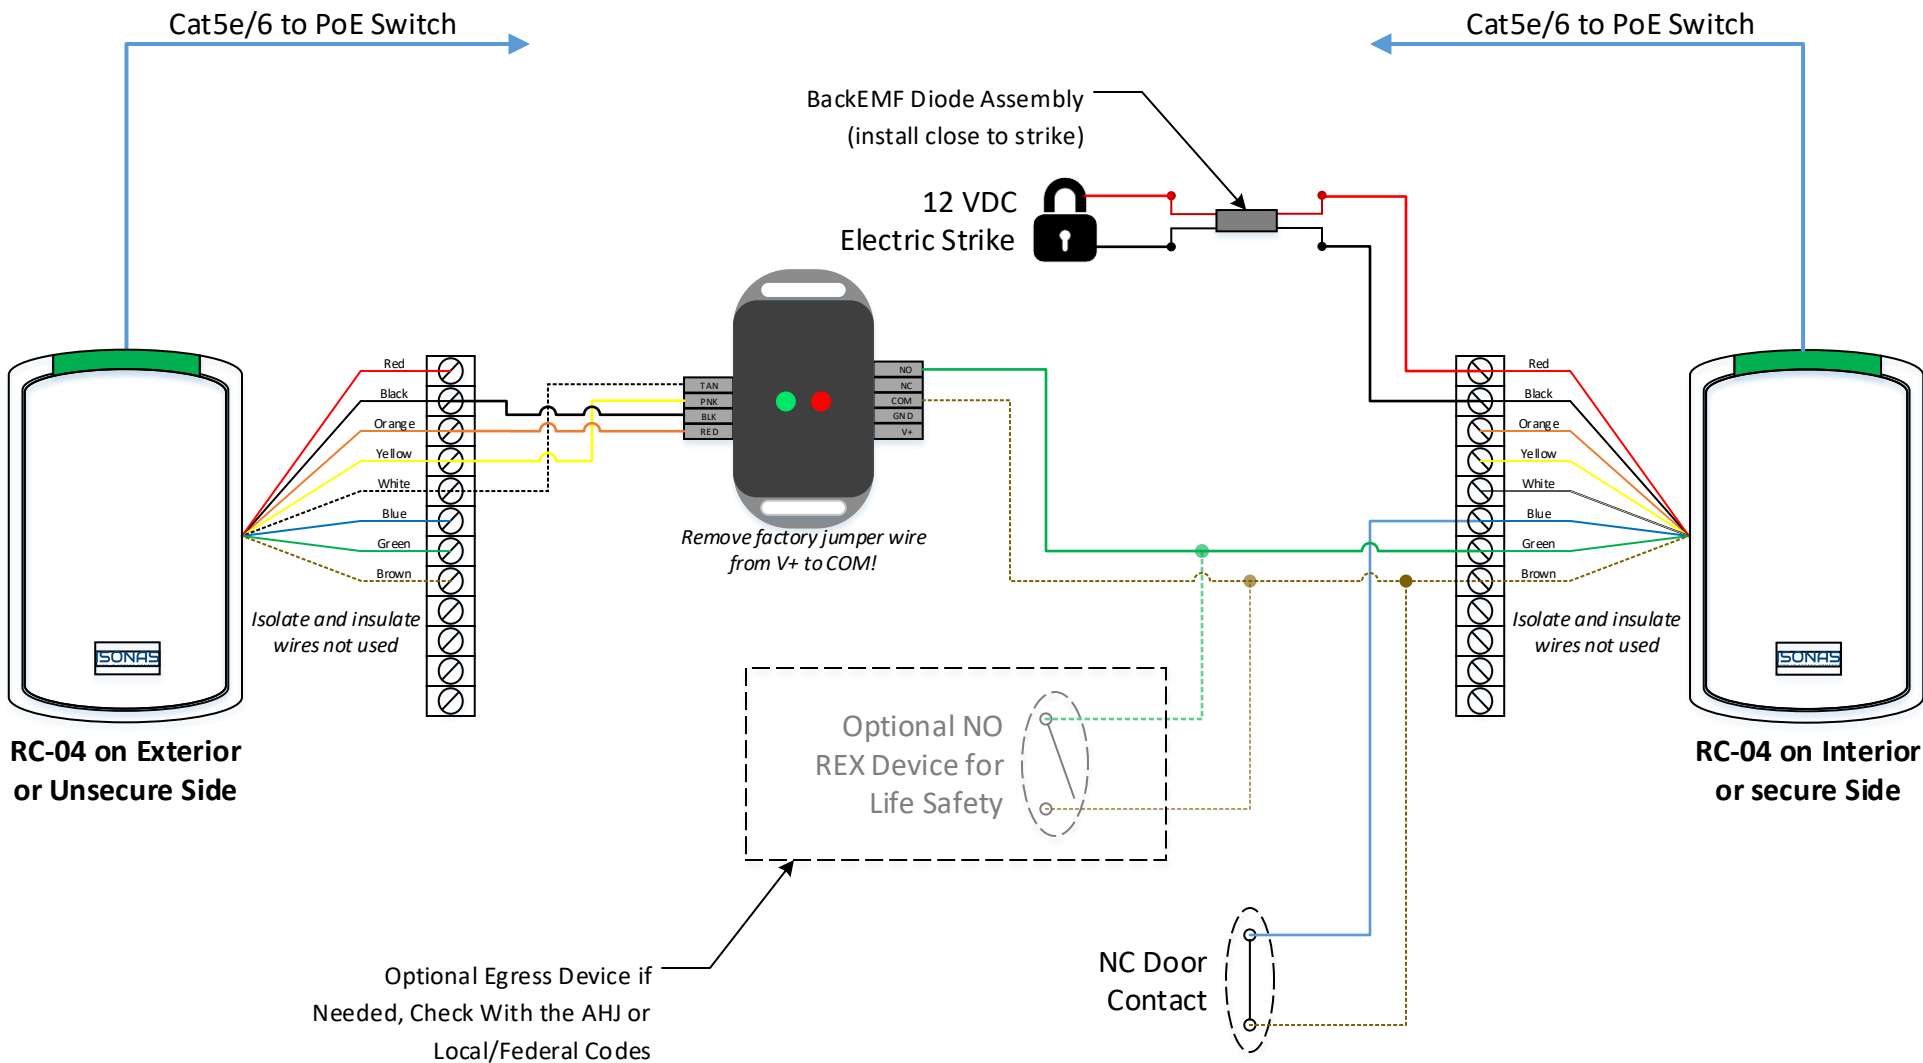 Cat5e/6 to PoE Switch
Cat5e/6 to PoE Switch
BackEMF Diode Assembly
(install close to strike)
12 VDC
Electric Strike
Red
Black
Orange
Yellow
White
Blue
Green
Brown
Isolate and insulate
wires not used
ISONAS
RC-04 on Exterior
or Unsecure Side
TAN
PNK
BLK
RED
NO
NC
COM
GND
V+
Remove factory jumper wire
from V+ to COM!
Red
Black
Orange
Yellow
White
Blue
Green
Brown
Isolate and insulate
wires not used
ISONAS
RC-04 on Interior
or secure Side
Optional NO
REX Device for
Life Safety
Optional Egress Device if
Needed, Check With the AHJ or
Local/Federal Codes
NC Door
Contact